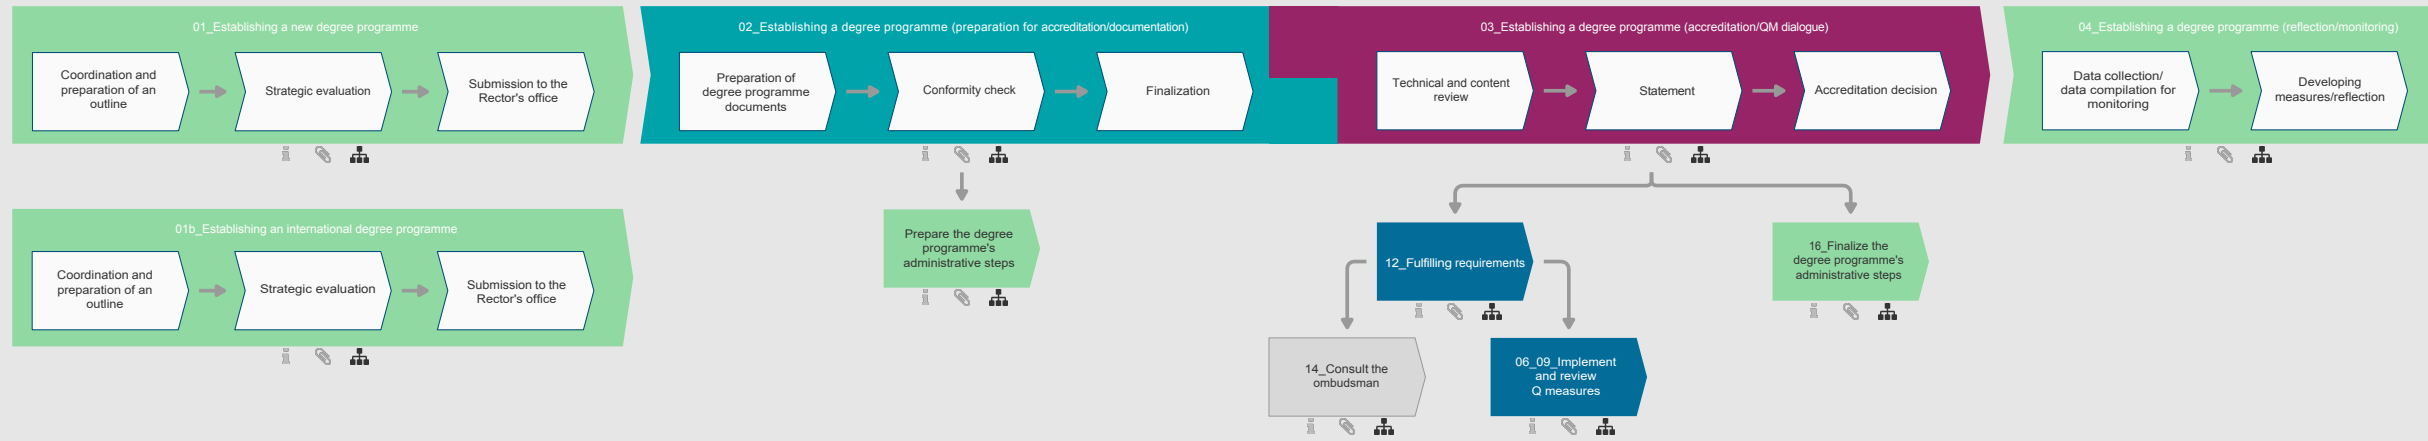 01_Establishing a new degree programme
Coordination and
preparation of an
outline
Strategic evaluation
Submission to the
Rector's office
02_Establishing a degree programme (preparation for accreditation/documentation)
Preparation of
degree programme
documents
Conformity check
Finalization
03_Establishing a degree programme (accreditation/QM dialogue)
Technical and content
review
Statement
Accreditation decision
04_Establishing a degree programme (reflection/monitoring)
Data collection/
data compilation for
monitoring
Developing
measures/reflection
01b_Establishing an international degree programme
Coordination and
preparation of an
outline
Strategic evaluation
Submission to the
Rector's office
Prepare the degree
programme's
administrative steps
12_Fulfilling requirements
16_Finalize the
degree programme's
administrative steps
14_Consult the
ombudsman
06_09_Implement
and review
Q measures